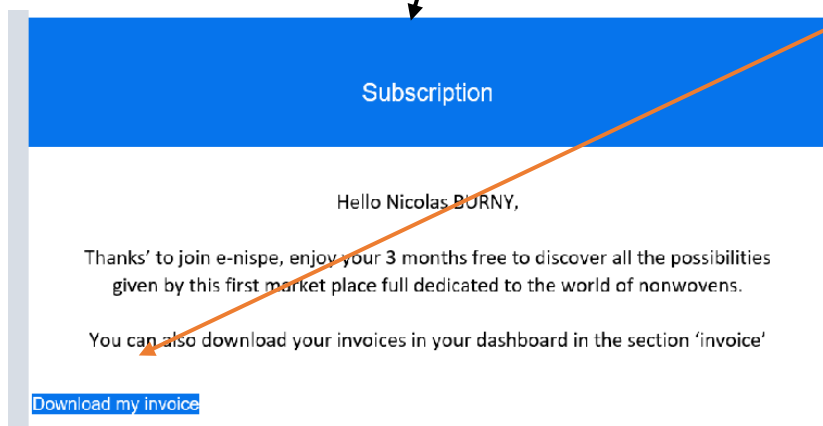 Subscription
Hello Nicolas BURNY,
Thanks’ to join e-nispe, enjoy your 3 months free to discover all the possibilities
given by this first market place full dedicated to the world of nonwovens.
You can also download your invoices in your dashboard in the section ‘invoice’
Download my invoice